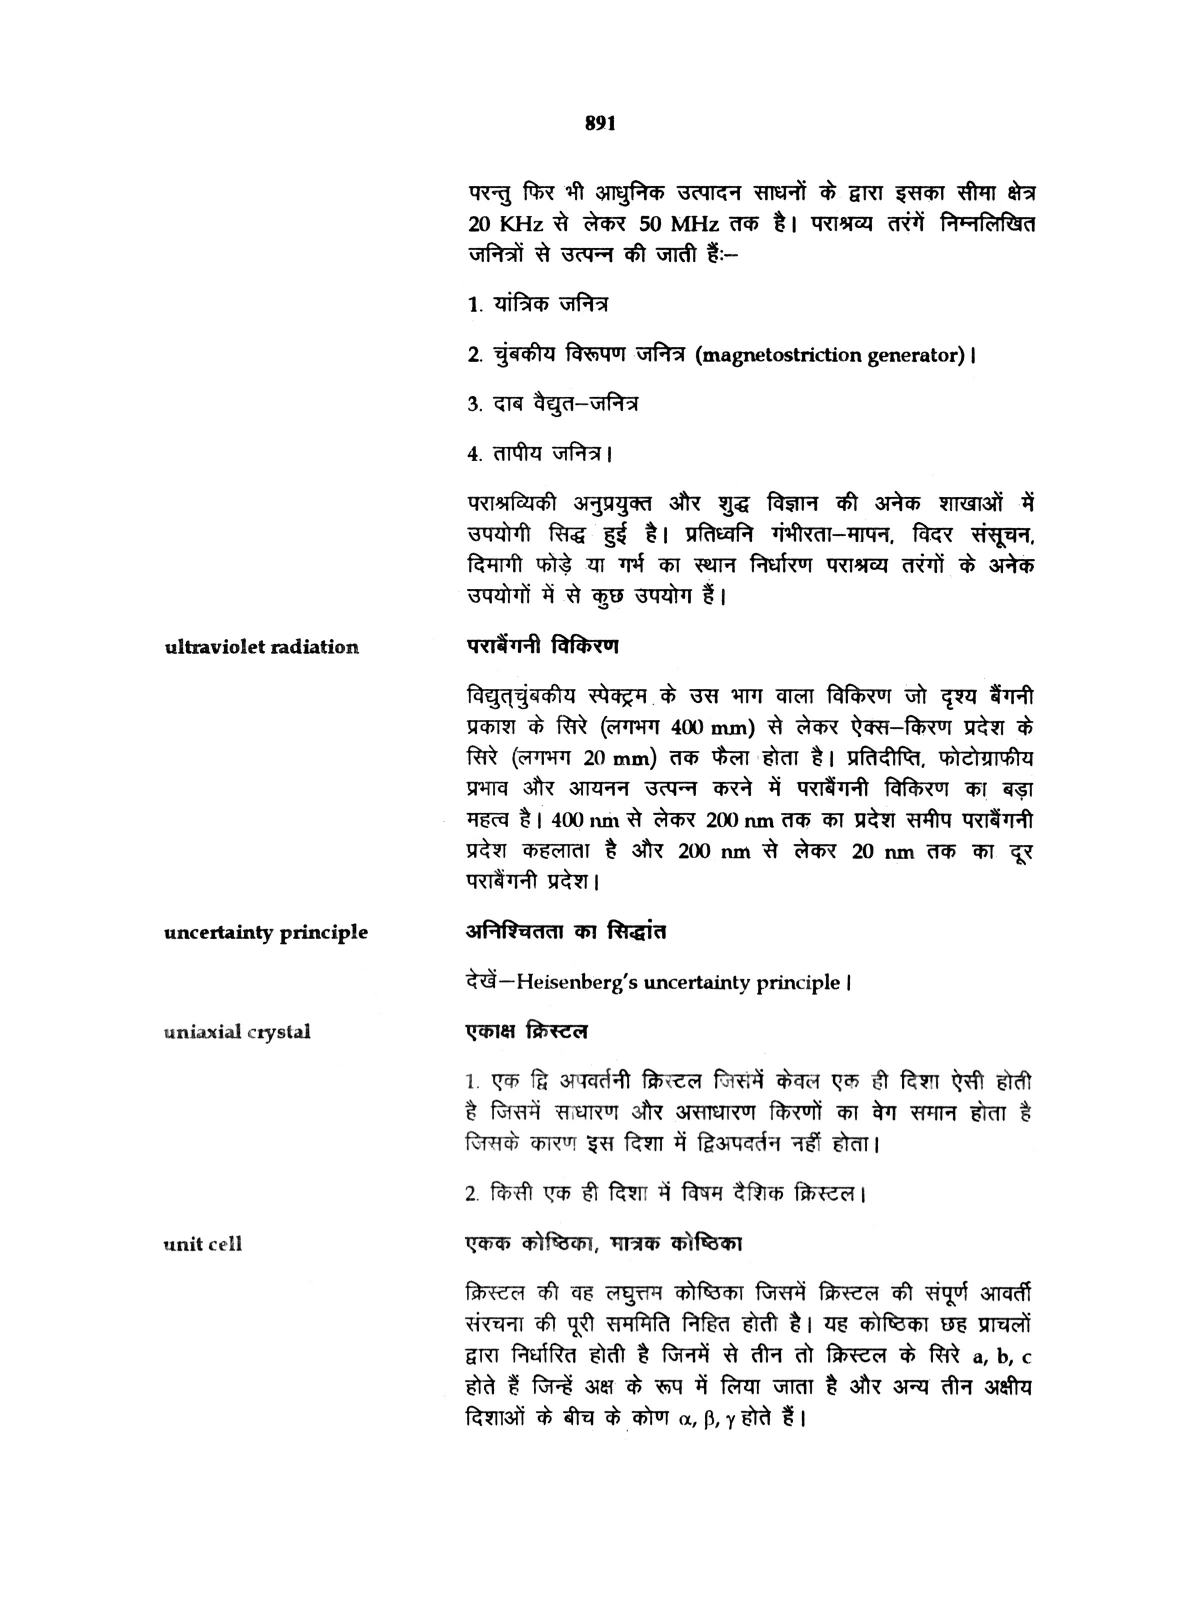 891
परन्तु फिर भी आधुनिक उत्पादन साधनों के द्वारा इसका सीमा क्षेत्र
20 KHz से लेकर 50 MHz तक है। पराश्रव्य तरंगें निम्नलिखित
जनित्रों से उत्पन्न की जाती हैं:–
1. यांत्रिक जनित्र
2. चुंबकीय विरूपण जनित्र (magnetostriction generator)।
3. दाब वैद्युत–जनित्र
4. तापीय जनित्र।
पराश्रव्यिकी अनुप्रयुक्त और शुद्ध विज्ञान की अनेक शाखाओं में
उपयोगी सिद्ध हुई है। प्रतिध्वनि गंभीरता–मापन, विदर संसूचन,
दिमागी फोड़े या गर्भ का स्थान निर्धारण पराश्रव्य तरंगों के अनेक
उपयोगों में से कुछ उपयोग हैं।
ultraviolet radiation पराबैंगनी विकिरण
विद्युत्चुंबकीय स्पेक्ट्रम के उस भाग वाला विकिरण जो दृश्य बैंगनी
प्रकाश के सिरे (लगभग 400 mm) से लेकर ऐक्स–किरण प्रदेश के
सिरे (लगभग 20 mm) तक फैला होता है। प्रतिदीप्ति, फोटोग्राफीय
प्रभाव और आयनन उत्पन्न करने में पराबैंगनी विकिरण का बड़ा
महत्व है। 400 nm से लेकर 200 nm तक का प्रदेश समीप पराबैंगनी
प्रदेश कहलाता है और 200 nm से लेकर 20 nm तक का दूर
पराबैंगनी प्रदेश।
uncertainty principle अनिश्चितता का सिद्धांत
देखें–Heisenberg's uncertainty principle।
uniaxial crystal एकाक्ष क्रिस्टल
1. एक द्वि अपवर्तनी क्रिस्टल जिसमें केवल एक ही दिशा ऐसी होती
है जिसमें साधारण और असाधारण किरणों का वेग समान होता है
जिसके कारण इस दिशा में द्विअपवर्तन नहीं होता।
2. किसी एक ही दिशा में विषम दैशिक क्रिस्टल।
unit cell एकक कोष्ठिका, मात्रक कोष्ठिका
क्रिस्टल की वह लघुत्तम कोष्ठिका जिसमें क्रिस्टल की संपूर्ण आवर्ती
संरचना की पूरी सममिति निहित होती है। यह कोष्ठिका छह प्राचलों
द्वारा निर्धारित होती है जिनमें से तीन तो क्रिस्टल के सिरे a, b, c
होते हैं जिन्हें अक्ष के रूप में लिया जाता है और अन्य तीन अक्षीय
दिशाओं के बीच के कोण α, β, γ होते हैं।